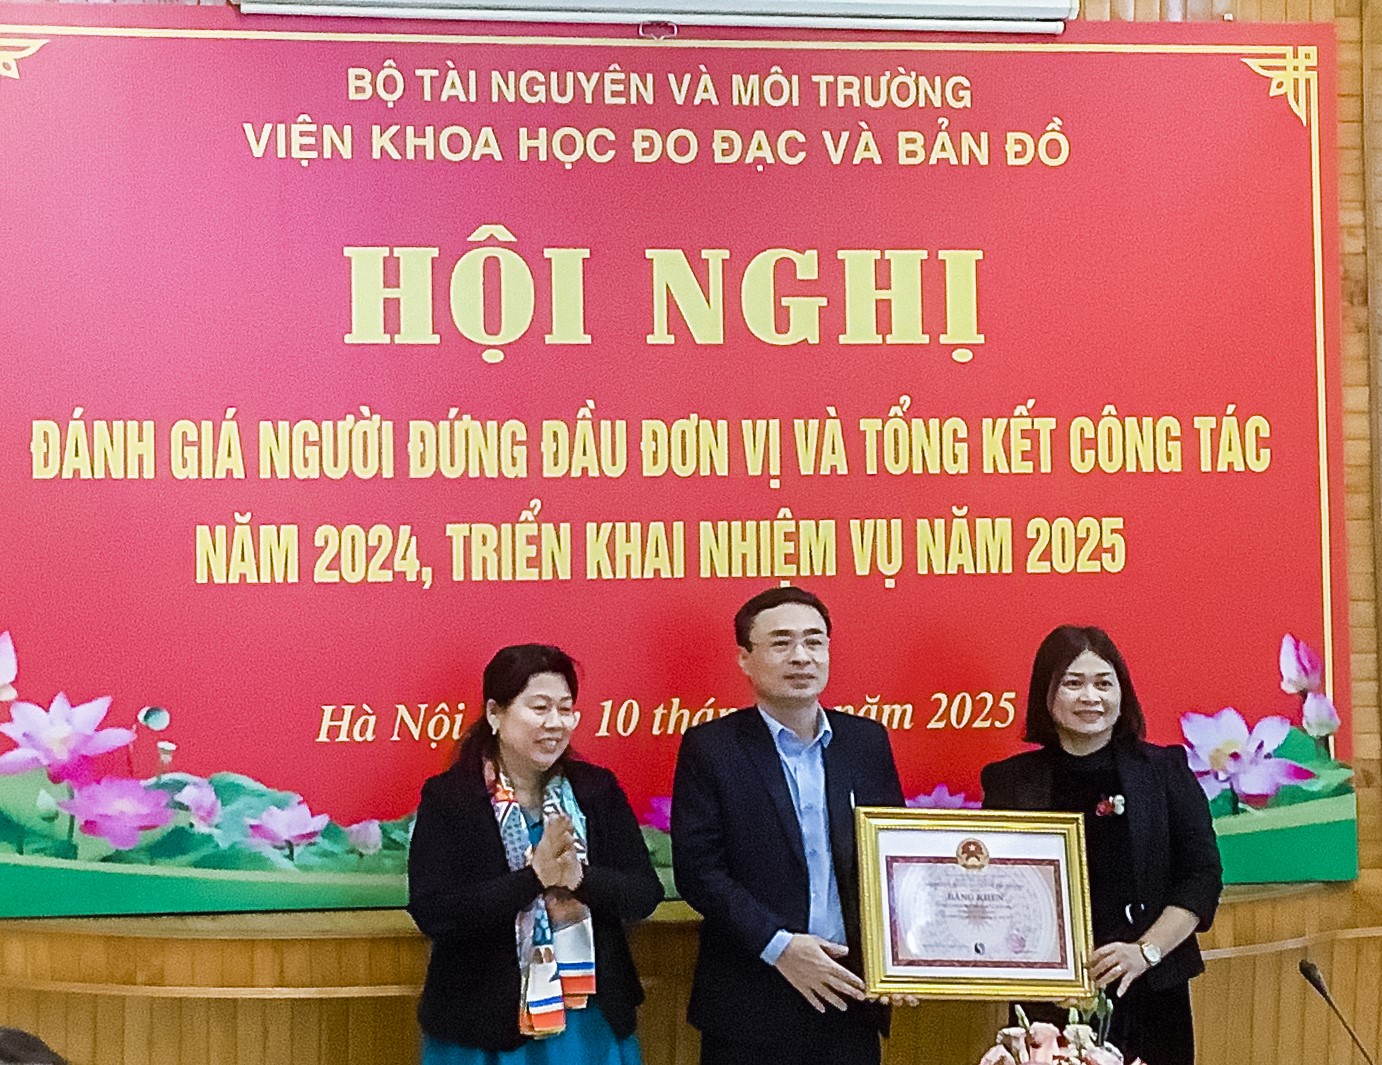 BỘ TÀI NGUYÊN VÀ MÔI TRƯỜNG
VIỆN KHOA HỌC ĐO ĐẠC VÀ BẢN ĐỒ
HỘI NGHỊ
ĐÁNH GIÁ NGƯỜI ĐỨNG ĐẦU ĐƠN VỊ VÀ TỔNG KẾT CÔNG TÁC
NĂM 2024, TRIỂN KHAI NHIỆM VỤ NĂM 2025
Hà Nội 10 thán năm 2025
BẰNG KHEN